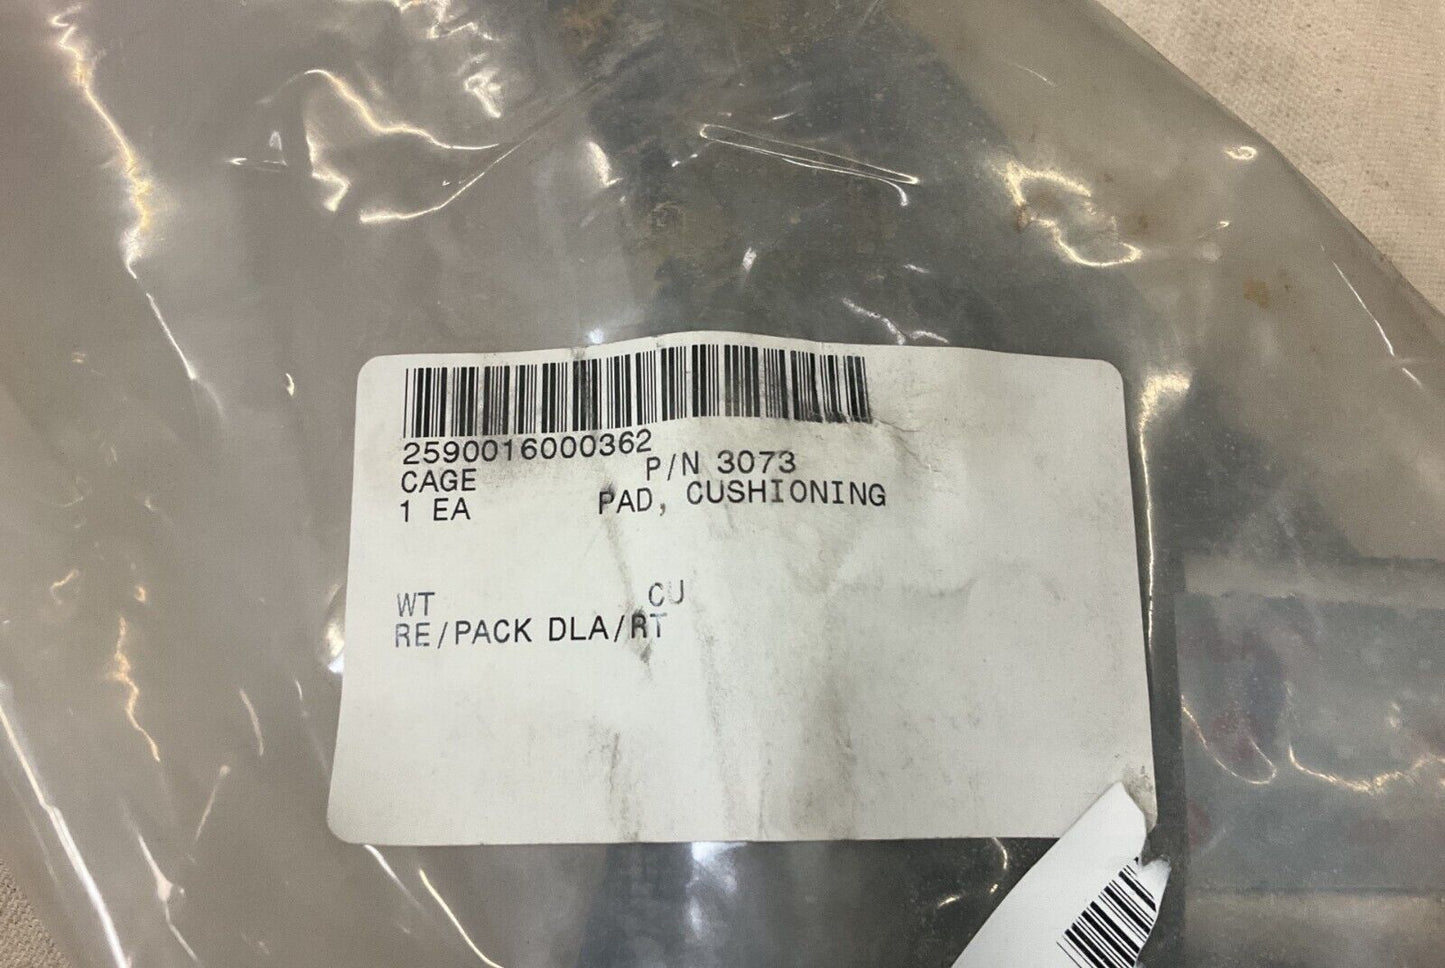 2590016000362
CAGE P/N 3073
1 EA PAD, CUSHIONING
WT CU
RE/PACK DLA/RT